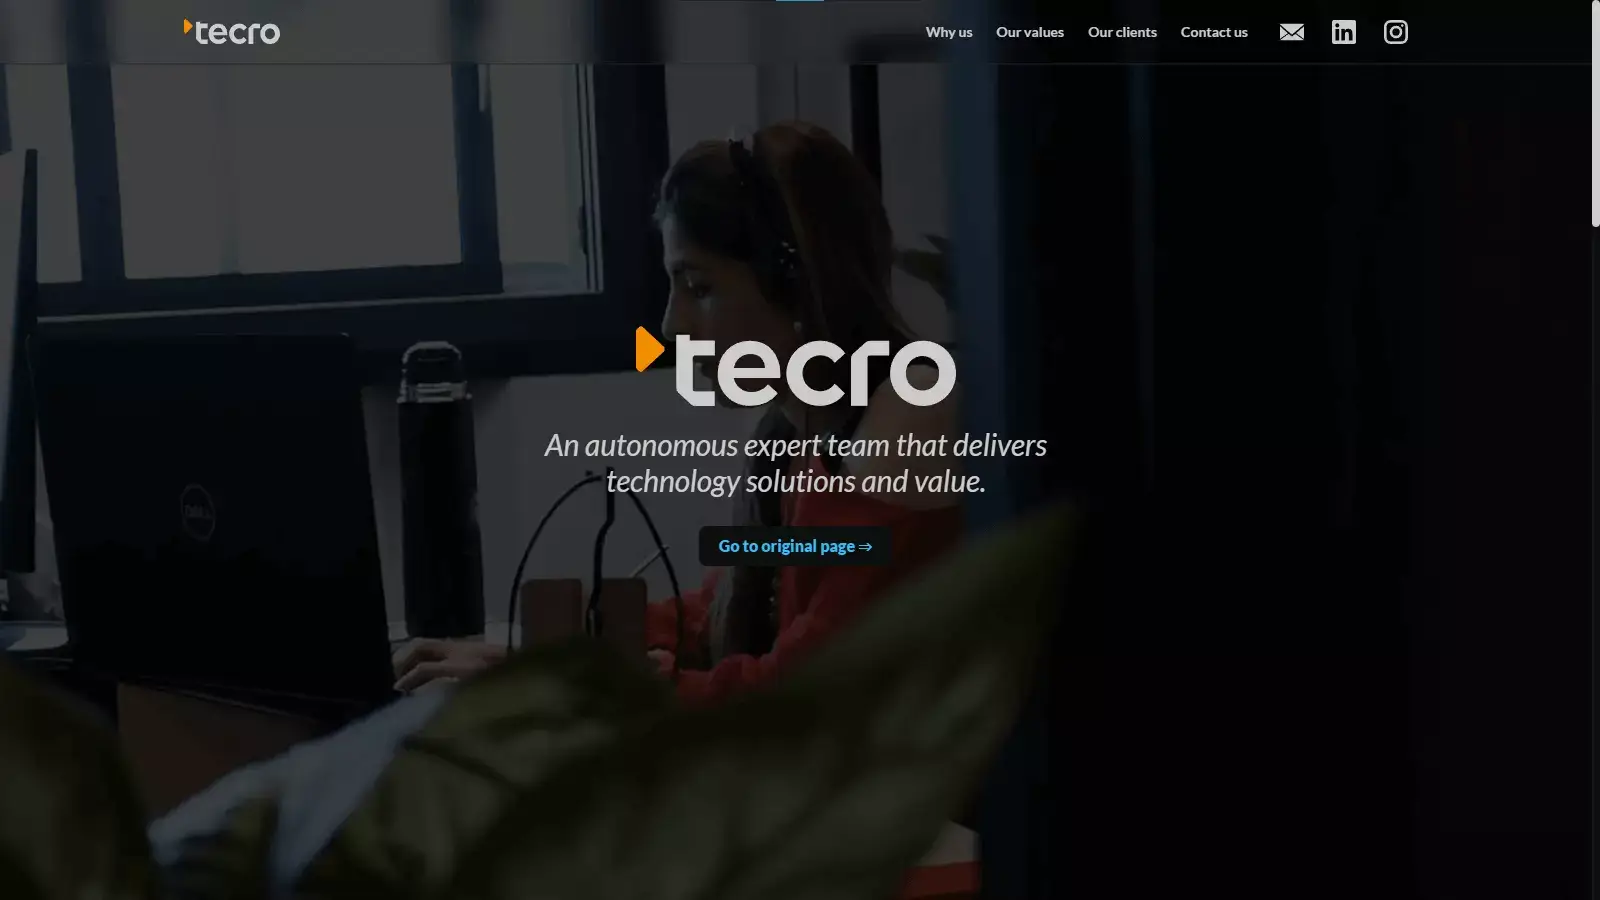 tecro
Why us
Our values
Our clients
Contact us
tecro
An autonomous expert team that delivers
technology solutions and value.
Go to original page ⇒